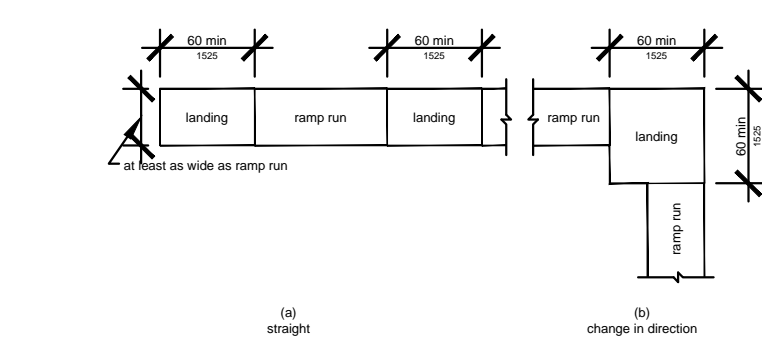 60 min
1525
60 min
1525
60 min
1525
landing
ramp run
landing
ramp run
landing
60 min
1525
at least as wide as ramp run
ramp run
(a)
straight
(b)
change in direction